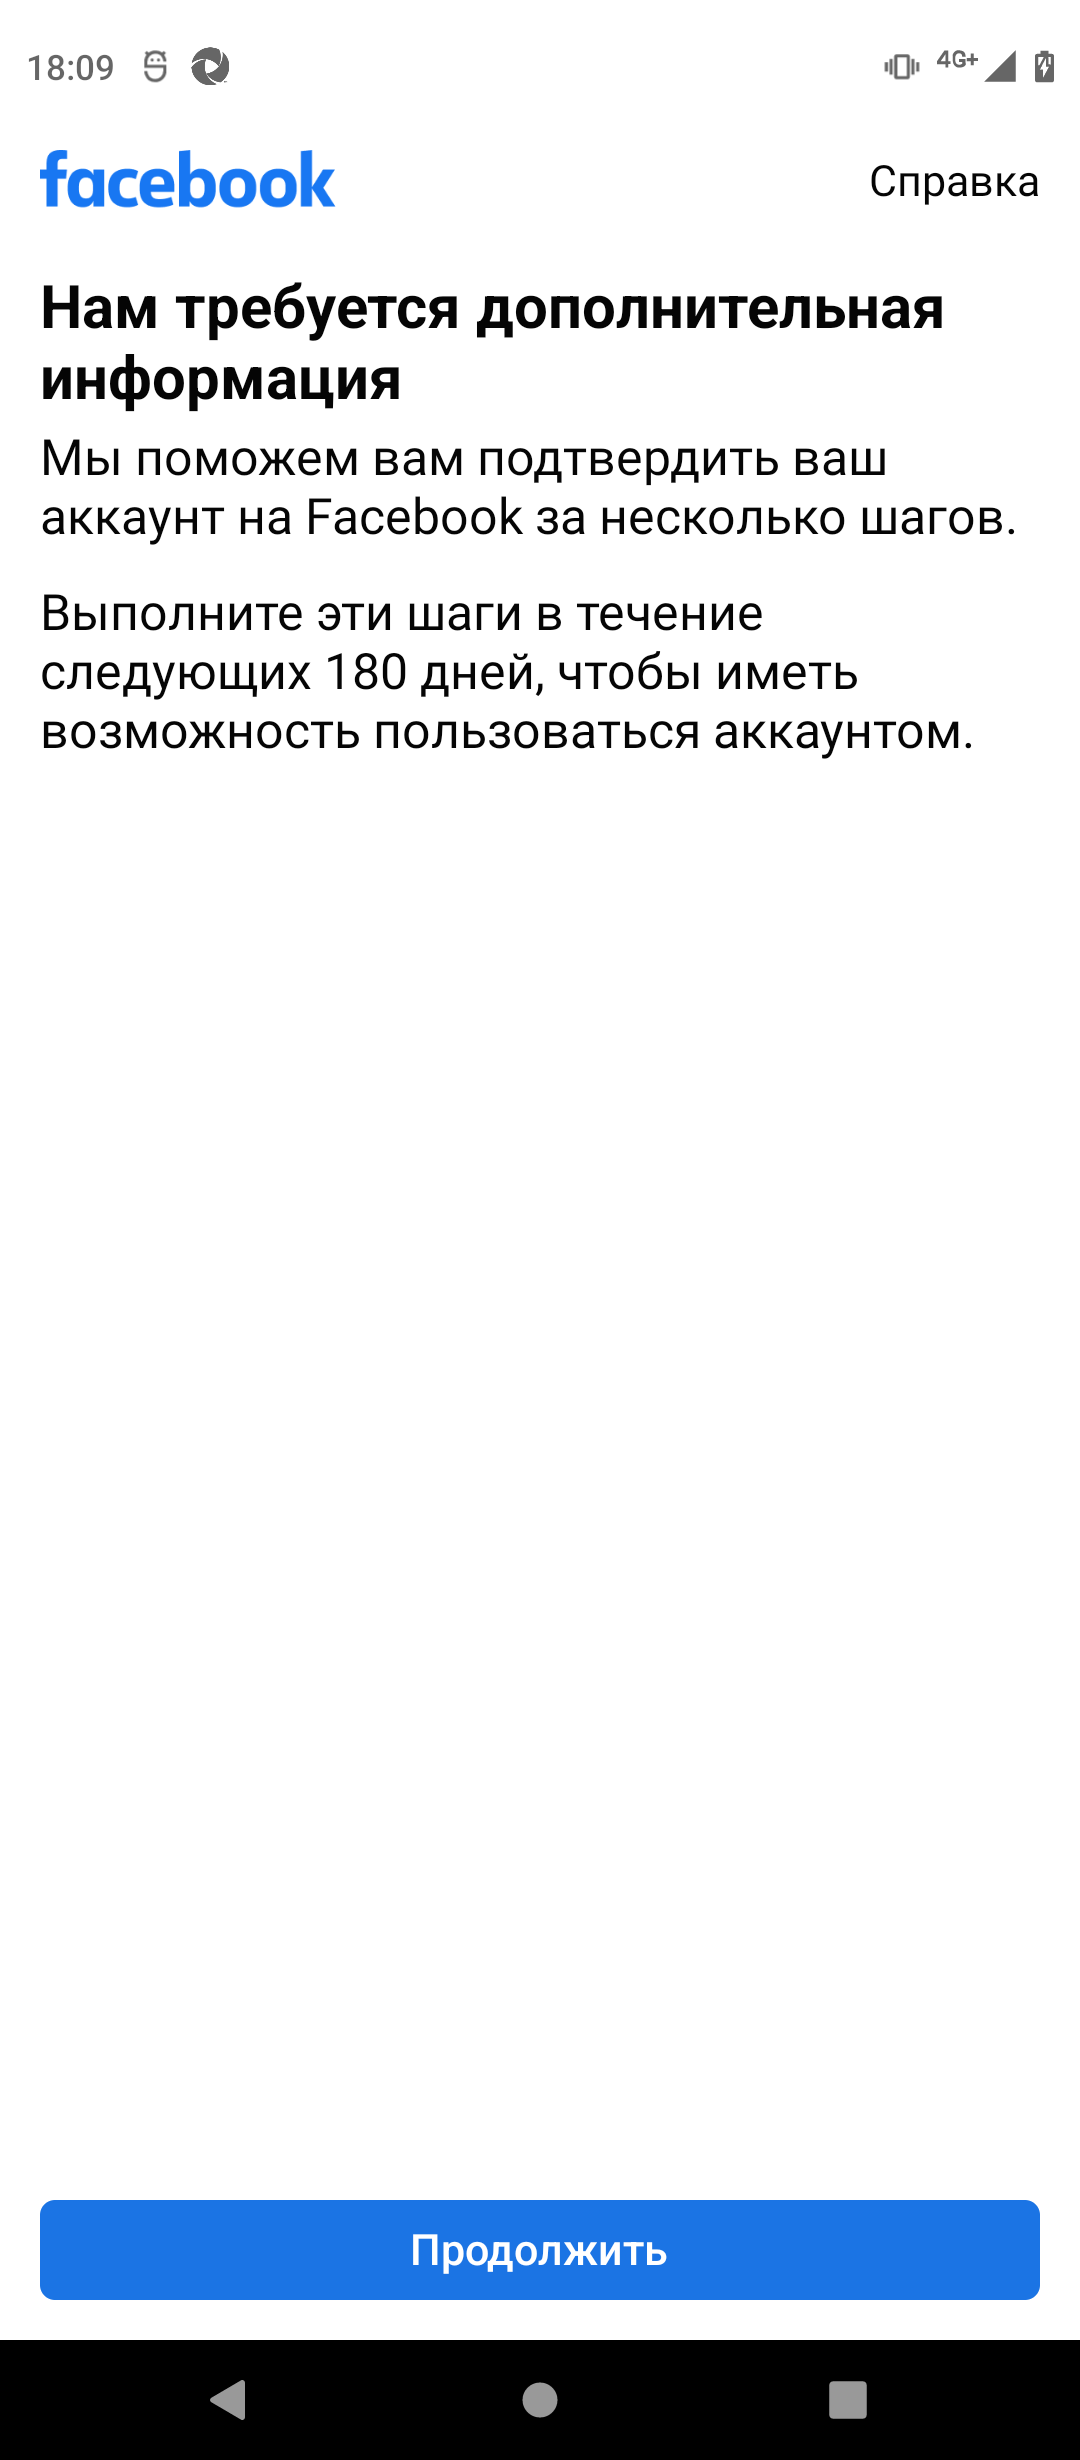 18:09
4G+
facebook
Справка
Нам требуется дополнительная
информация
Мы поможем вам подтвердить ваш
аккаунт на Facebook за несколько шагов.
Выполните эти шаги в течение
следующих 180 дней, чтобы иметь
возможность пользоваться аккаунтом.
Продолжить